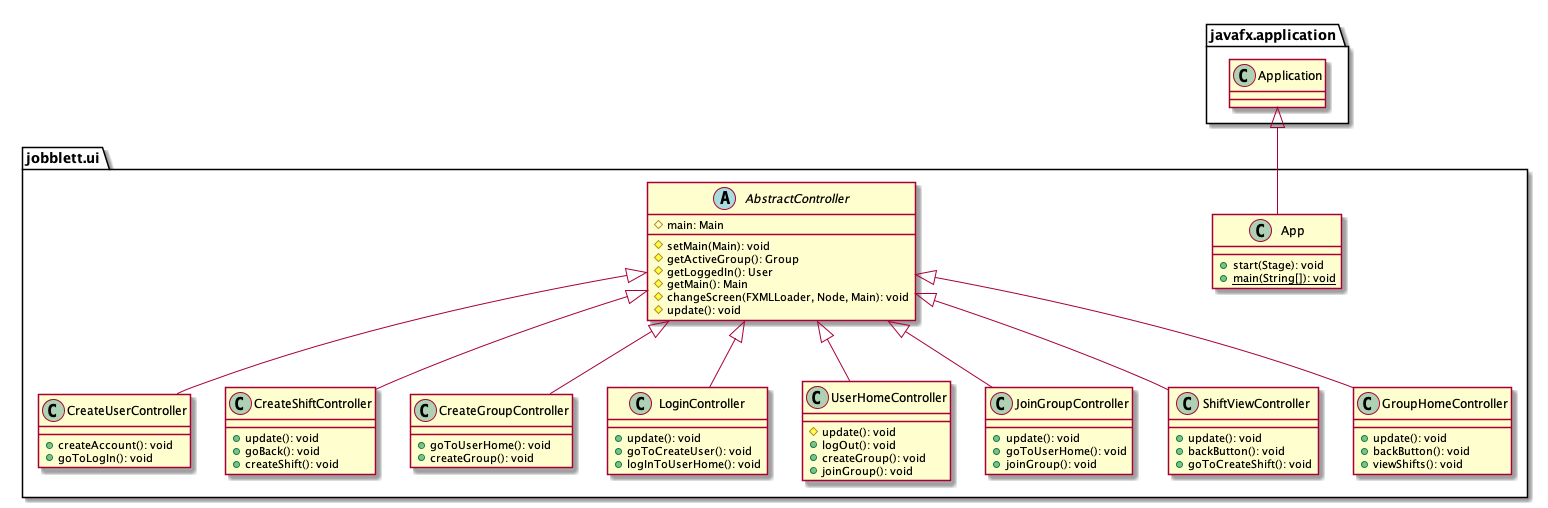 javafx.application
C Application
jobblett.ui
A AbstractController
main: Main
setMain(Main): void
getActiveGroup(): Group
getLoggedIn(): User
getMain(): Main
changeScreen(FXMLLoader, Node, Main): void
update(): void
C App
start(Stage): void
main(String[]): void
C CreateUserController
createAccount(): void
goToLogIn(): void
C CreateShiftController
update(): void
goBack(): void
createShift(): void
C CreateGroupController
goToUserHome(): void
createGroup(): void
C LoginController
update(): void
goToCreateUser(): void
logInToUserHome(): void
C UserHomeController
update(): void
logOut(): void
createGroup(): void
joinGroup(): void
C JoinGroupController
update(): void
goToUserHome(): void
joinGroup(): void
C ShiftViewController
update(): void
backButton(): void
goToCreateShift(): void
C GroupHomeController
update(): void
backButton(): void
viewShifts(): void